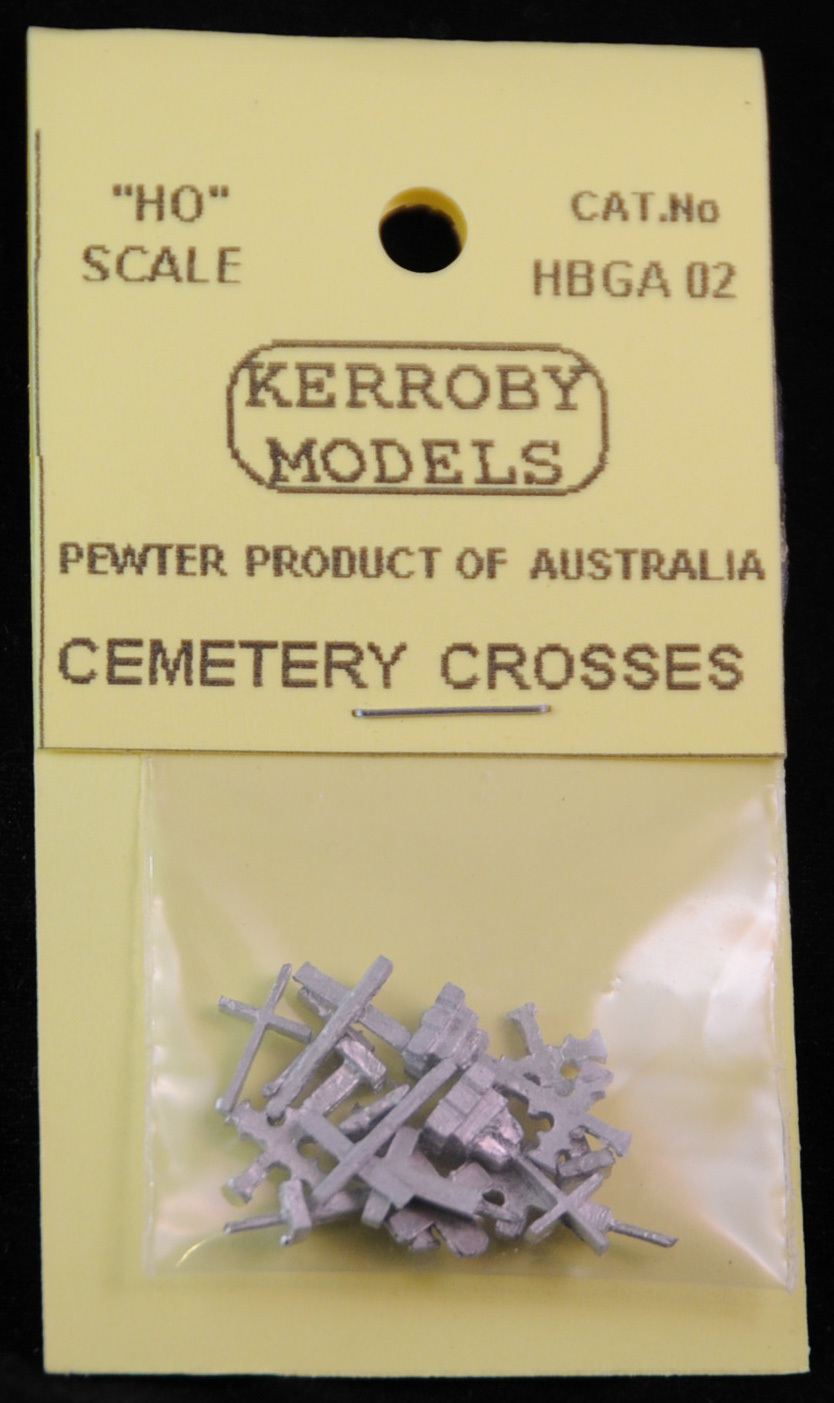 "HO"
SCALE
CAT.No
HBGA 02
KERROBY
MODELS
PEWTER PRODUCT OF AUSTRALIA
CEMETERY CROSSES